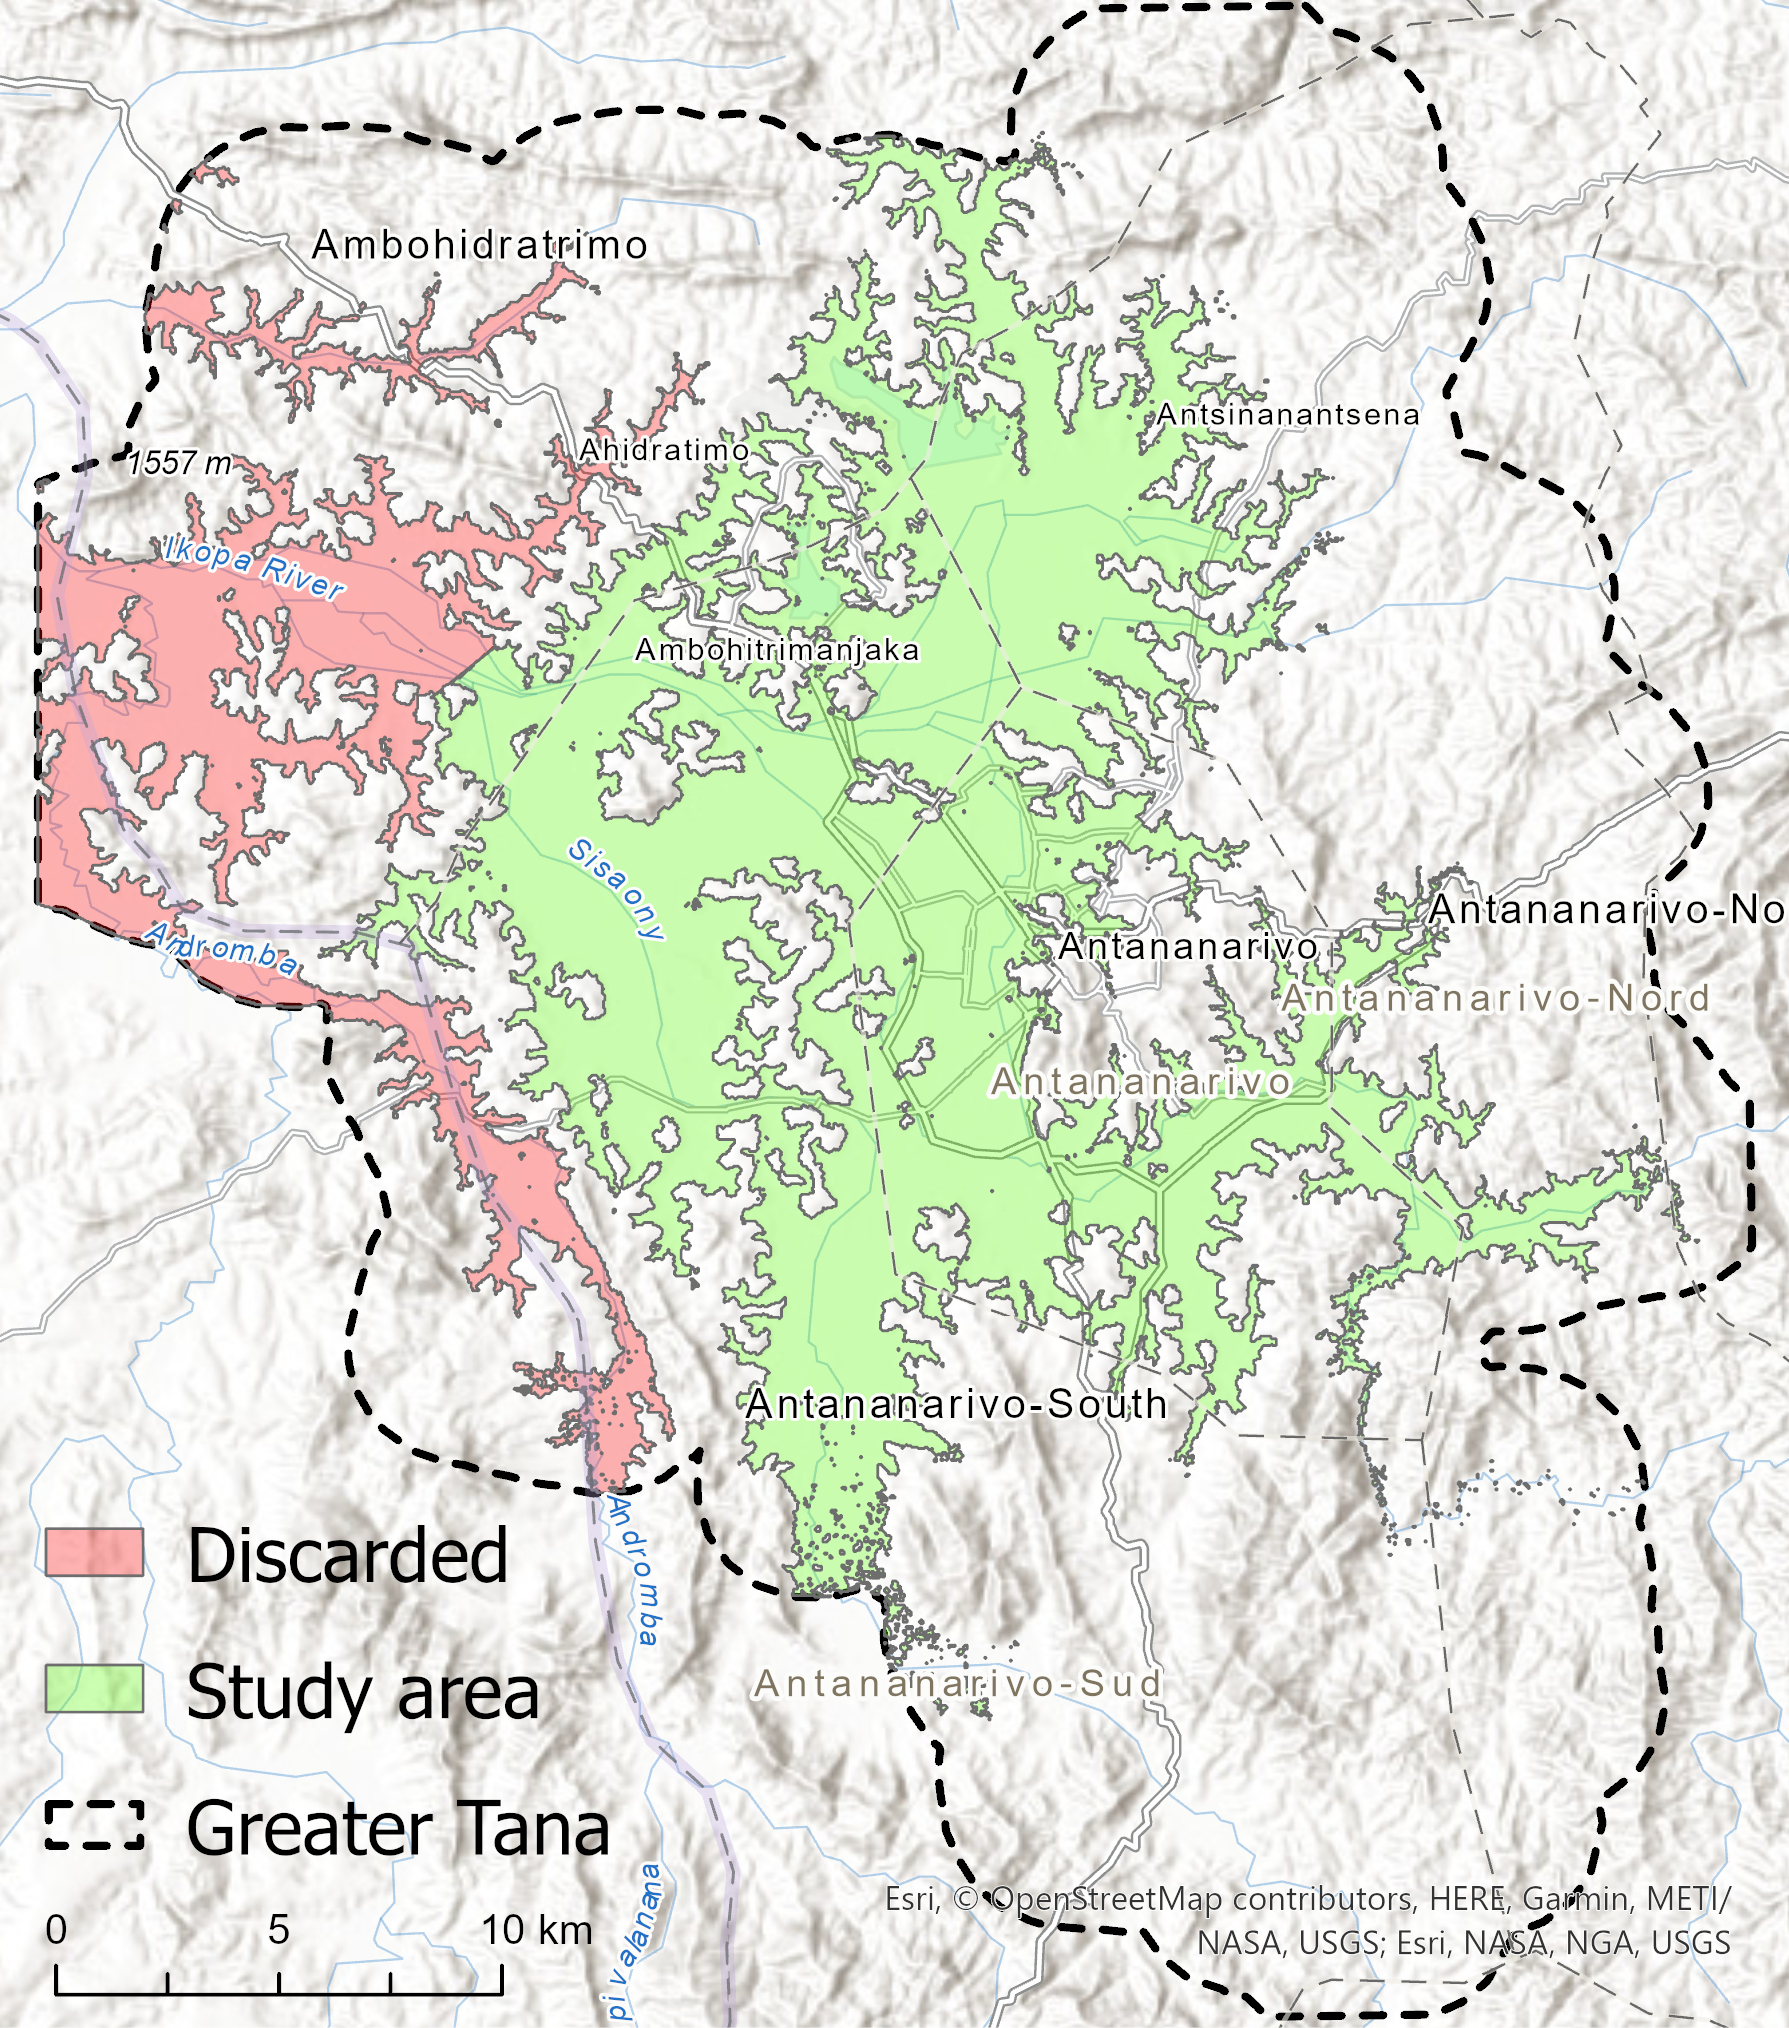 Ambohidratrimo
Antsinanantsena
Ahidratimo
1557 m
Ikopa River
Ambohitrimanjaka
Sisaony
Antananarivo-No
Andromba
Antananarivo
Antananarivo-Nord
Antananarivo
Antananarivo-South
Andromba
Discarded
Study area
Antananarivo-Sud
Greater Tana
0 5 10 km
Esri, © OpenStreetMap contributors, HERE, Garmin, METI/
NASA, USGS; Esri, NASA, NGA, USGS